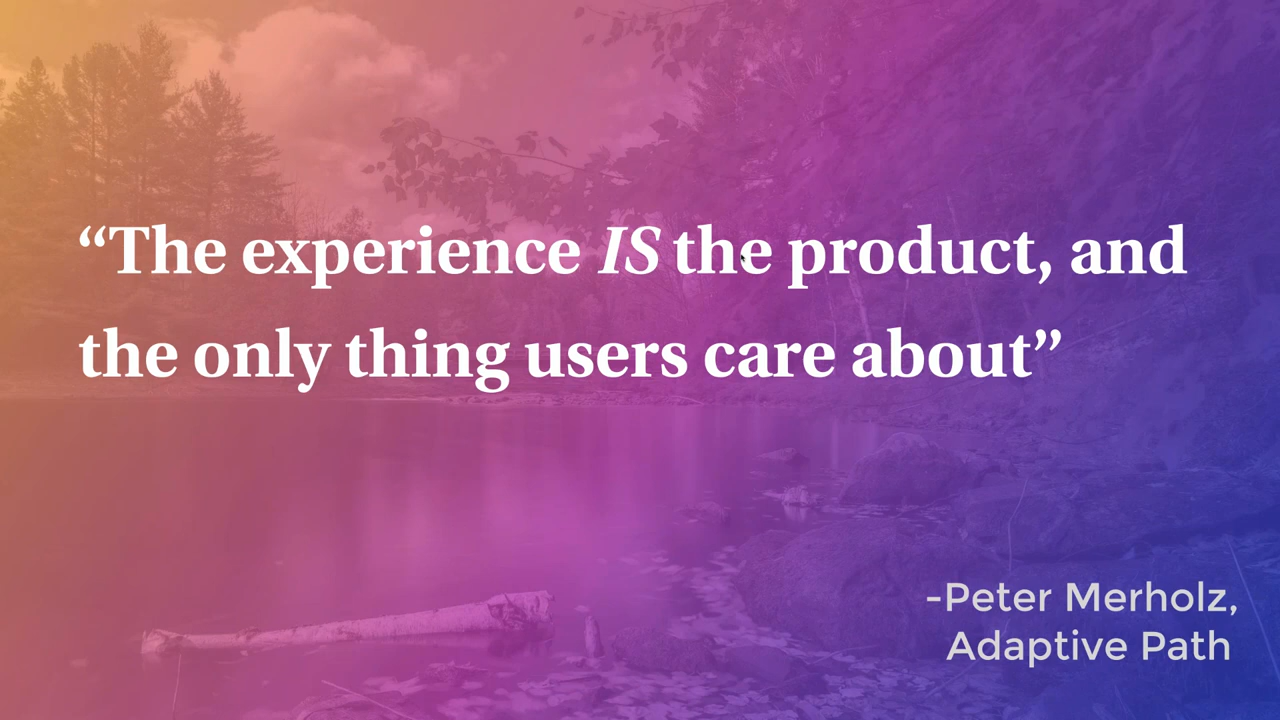 “The experience IS the product, and
the only thing users care about”
-Peter Merholz,
Adaptive Path